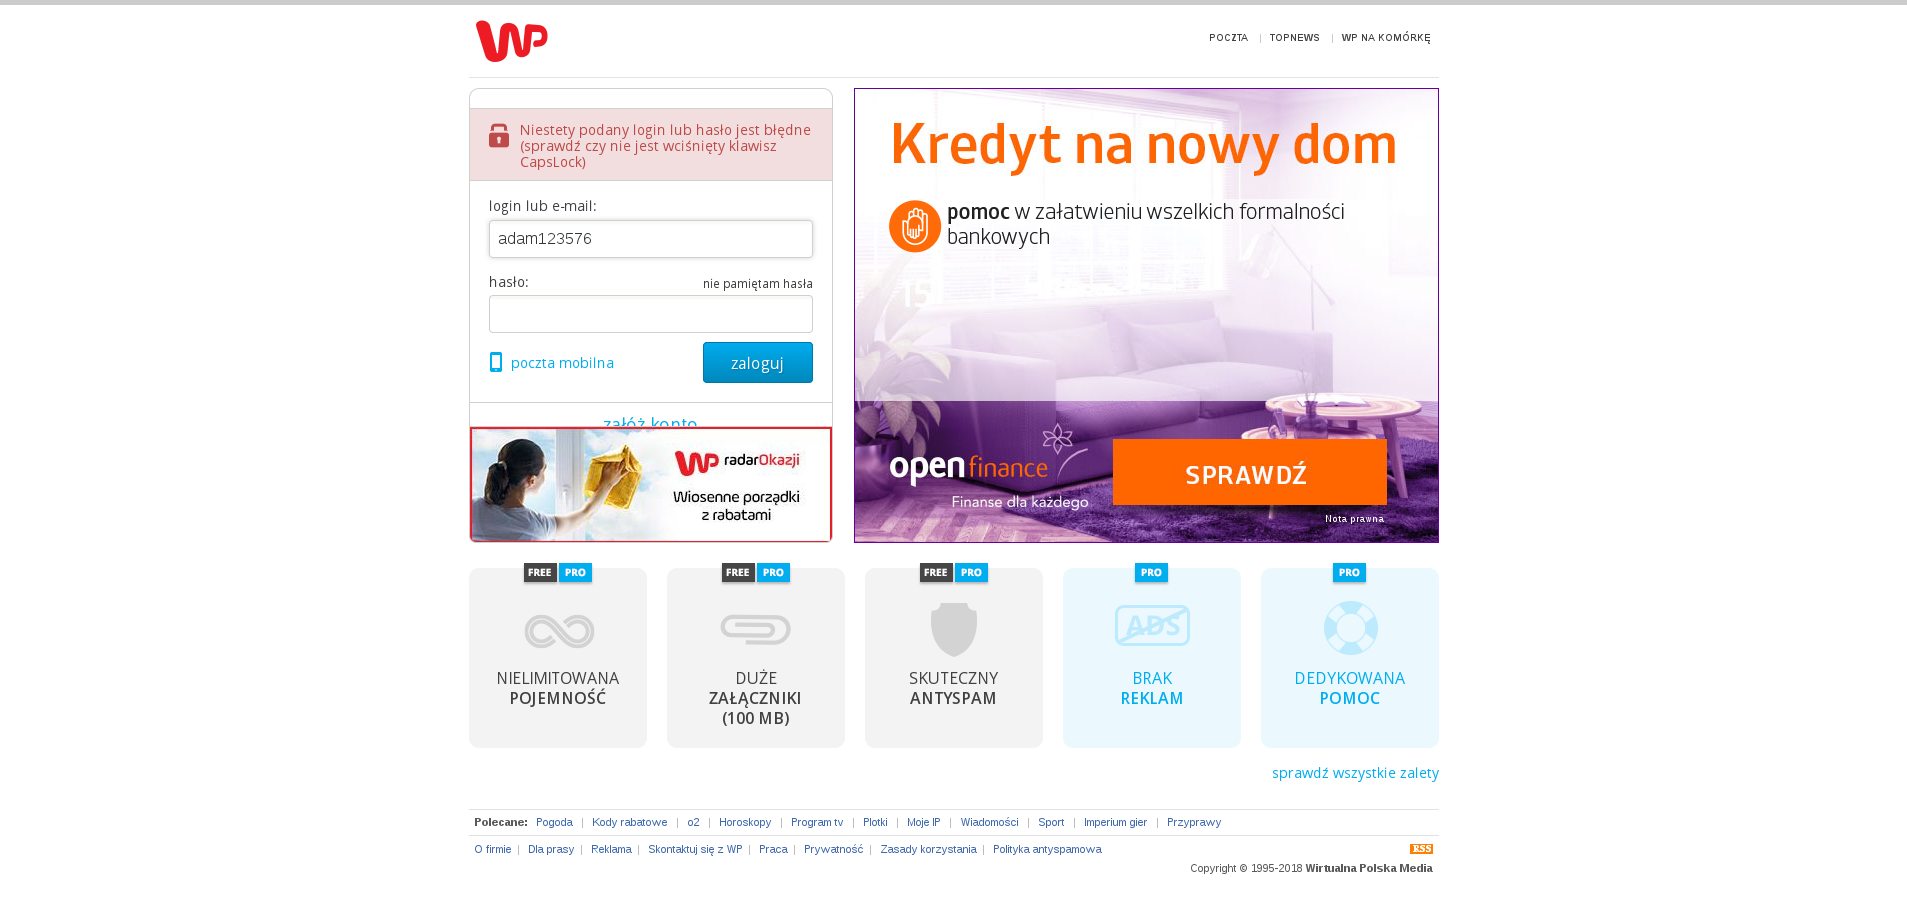 WP
POCZTA | TOPNEWS | WP NA KOMÓRKĘ
Niestety podany login lub hasło jest błędne
(sprawdź czy nie jest wciśnięty klawisz
CapsLock)
login lub e-mail:
adam123576
hasło: nie pamiętam hasła
poczta mobilna
zaloguj
załóż konto
WP radarOkazji
Wiosenne porządki
z rabatami
Kredyt na nowy dom
pomoc w załatwieniu wszelkich formalności
bankowych
15
open finance
Finanse dla każdego
SPRAWDŹ
Nota prawna
FREE PRO
NIELIMITOWANA
POJEMNOŚĆ
FREE PRO
DUŻE
ZAŁĄCZNIKI
(100 MB)
FREE PRO
SKUTECZNY
ANTYSPAM
PRO
ADS
BRAK
REKLAM
PRO
DEDYKOWANA
POMOC
sprawdź wszystkie zalety
Polecane: Pogoda | Kody rabatowe | o2 | Horoskopy | Program tv | Plotki | Moje IP | Wiadomości | Sport | Imperium gier | Przyprawy
O firmie | Dla prasy | Reklama | Skontaktuj się z WP | Praca | Prywatność | Zasady korzystania | Polityka antyspamowa
RSS
Copyright © 1995-2018 Wirtualna Polska Media